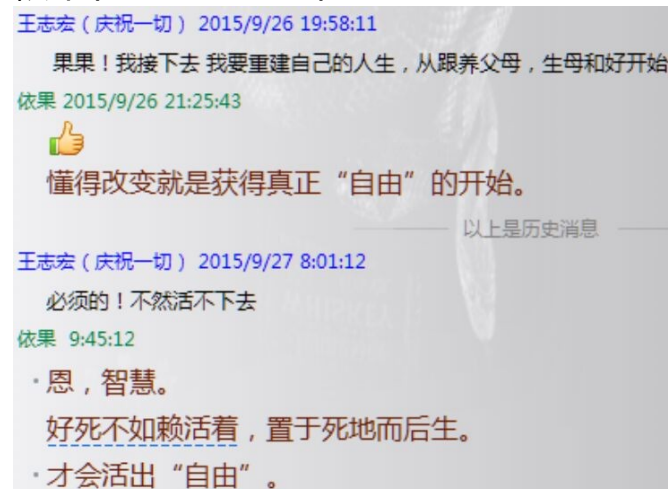 王志宏（庆祝一切） 2015/9/26 19:58:11
果果！我接下去 我要重建自己的人生，从跟养父母，生母和好开始
依果 2015/9/26 21:25:43
懂得改变就是获得真正“自由”的开始。
以上是历史消息
王志宏（庆祝一切） 2015/9/27 8:01:12
必须的！不然活不下去
依果 9:45:12
·恩，智慧。
好死不如赖活着，置于死地而后生。
·才会活出“自由”。